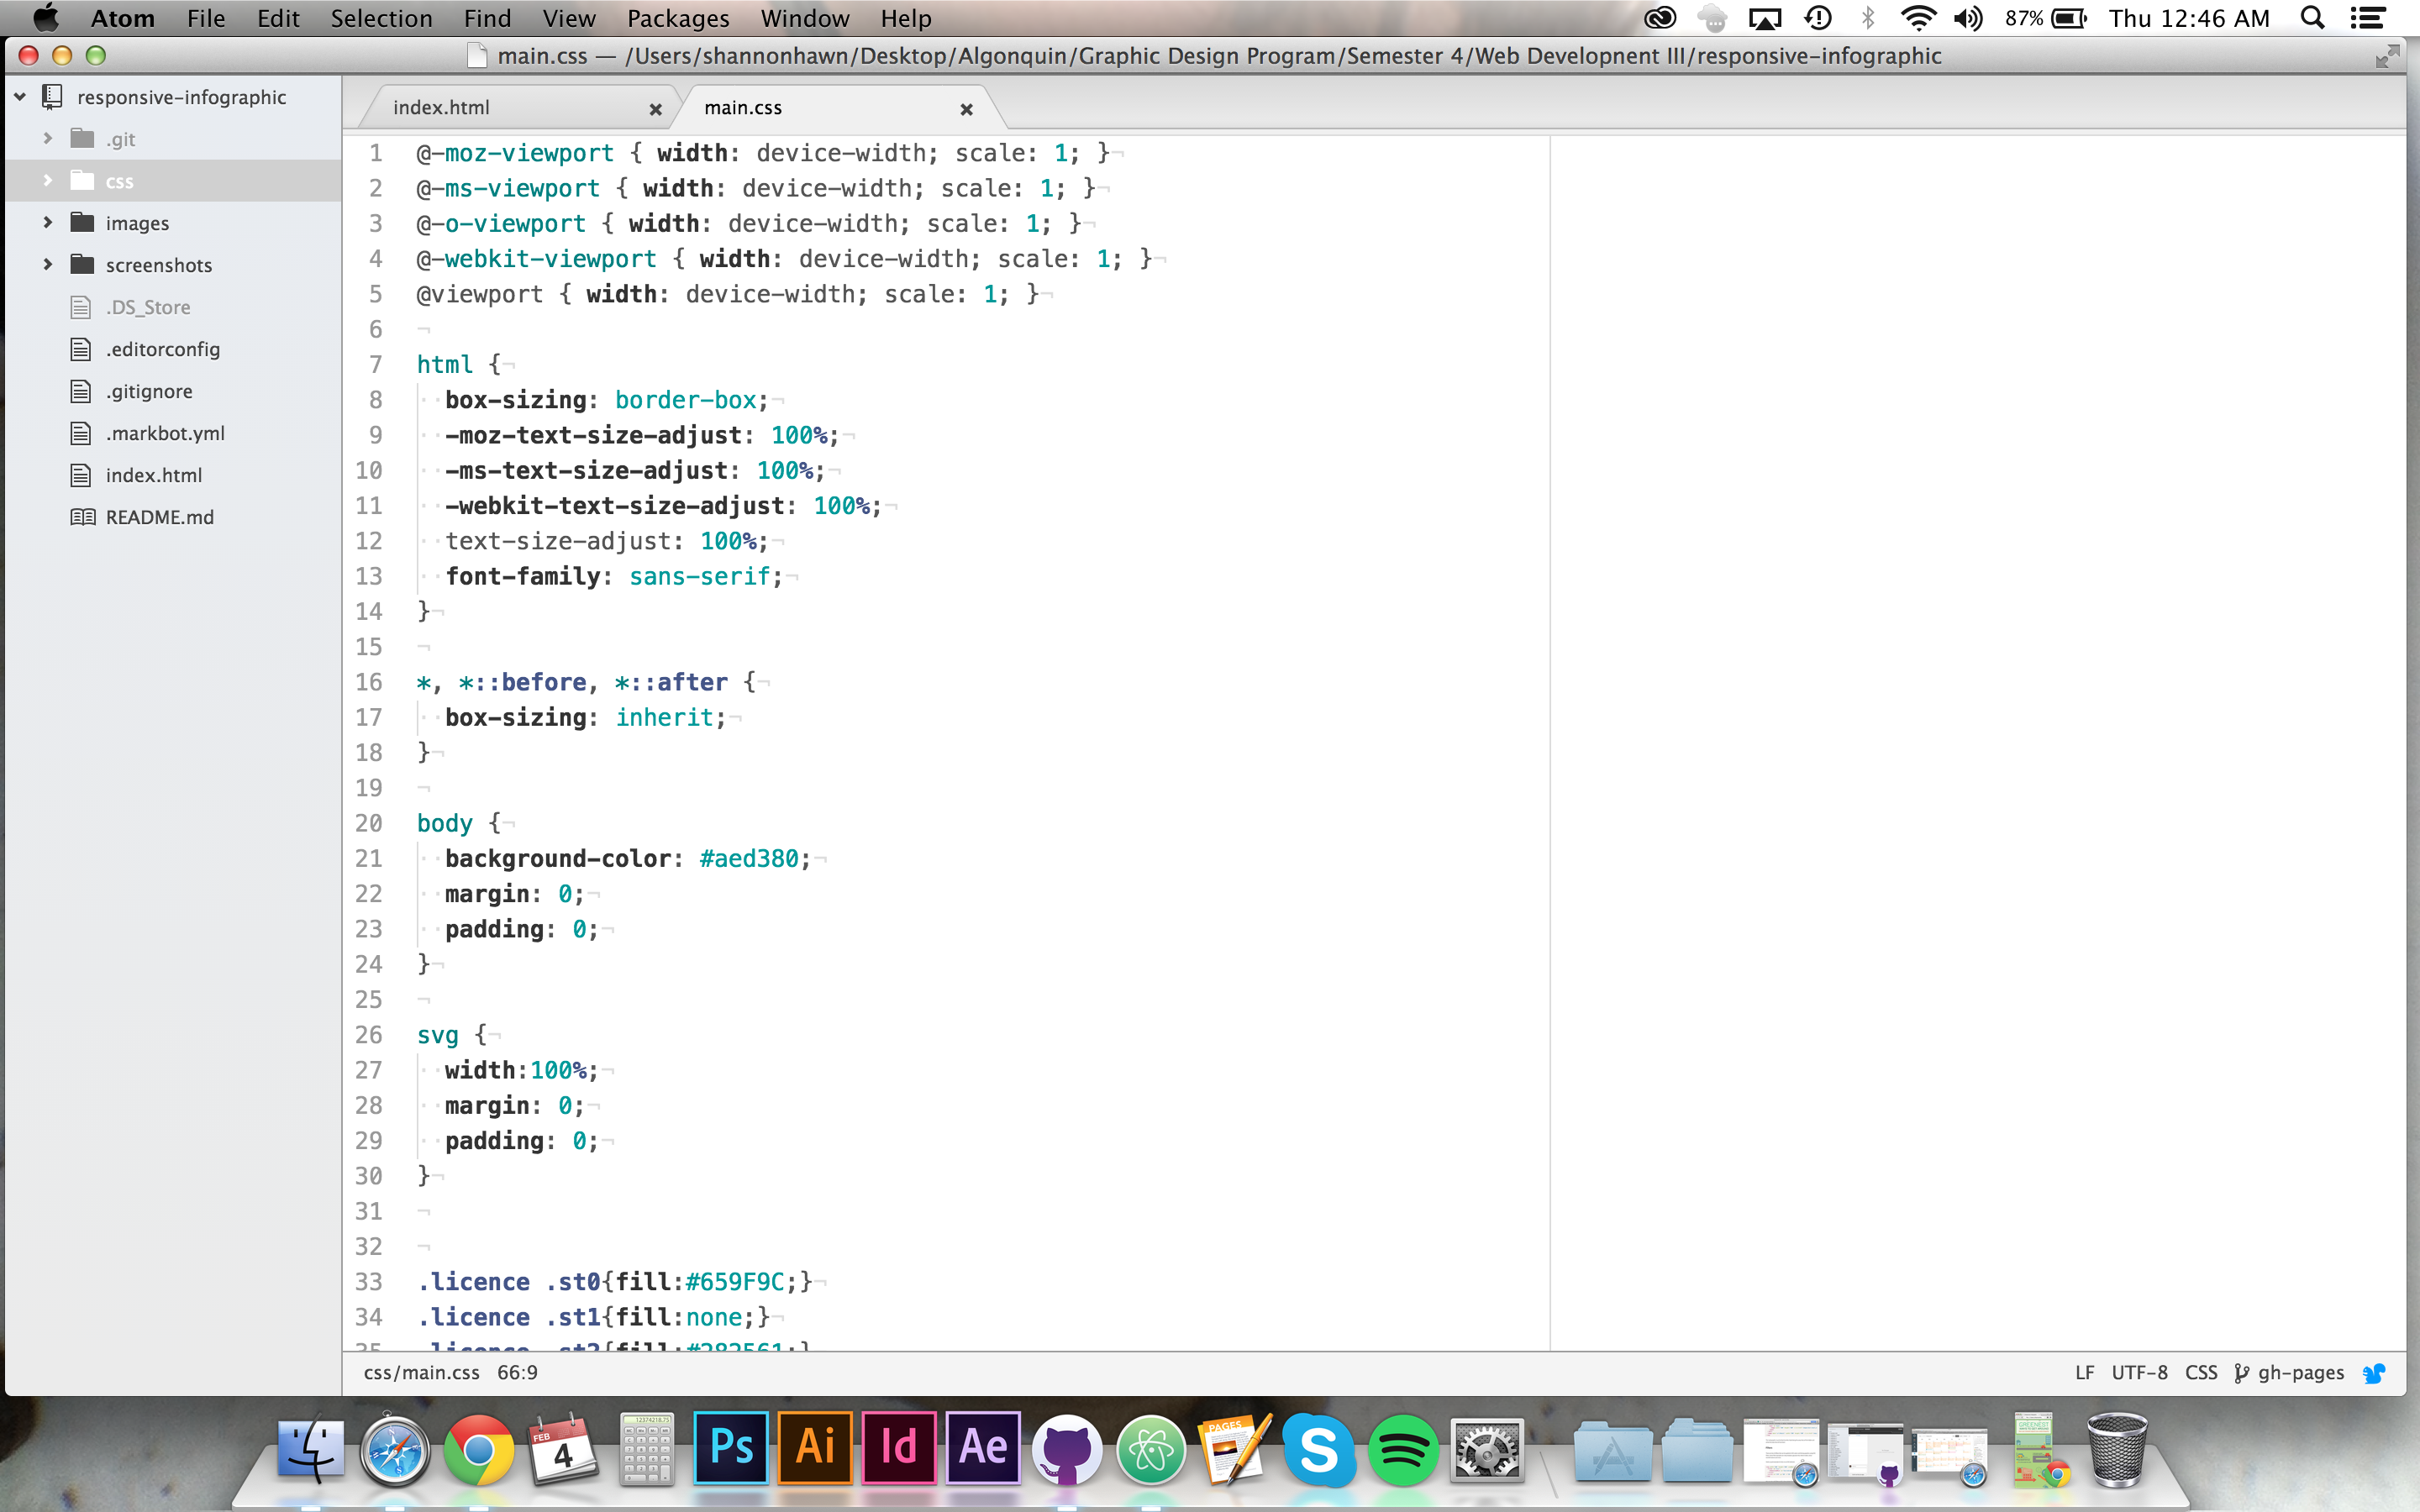 Atom File Edit Selection Find View Packages Window Help 87% Thu 12:46 AM
main.css — /Users/shannonhawn/Desktop/Algonquin/Graphic Design Program/Semester 4/Web Developnent III/responsive-infographic
responsive-infographic
.git
css
images
screenshots
.DS_Store
.editorconfig
.gitignore
.markbot.yml
index.html
README.md
index.html main.css
1 @-moz-viewport { width: device-width; scale: 1; }¬
2 @-ms-viewport { width: device-width; scale: 1; }¬
3 @-o-viewport { width: device-width; scale: 1; }¬
4 @-webkit-viewport { width: device-width; scale: 1; }¬
5 @viewport { width: device-width; scale: 1; }¬
6 ¬
7 html {¬
8 ··box-sizing: border-box;¬
9 ··-moz-text-size-adjust: 100%;¬
10 ··-ms-text-size-adjust: 100%;¬
11 ··-webkit-text-size-adjust: 100%;¬
12 ··text-size-adjust: 100%;¬
13 ··font-family: sans-serif;¬
14 }¬
15 ¬
16 *, *::before, *::after {¬
17 ··box-sizing: inherit;¬
18 }¬
19 ¬
20 body {¬
21 ··background-color: #aed380;¬
22 ··margin: 0;¬
23 ··padding: 0;¬
24 }¬
25 ¬
26 svg {¬
27 ··width:100%;¬
28 ··margin: 0;¬
29 ··padding: 0;¬
30 }¬
31 ¬
32 ¬
33 .licence .st0{fill:#659F9C;}¬
34 .licence .st1{fill:none;}¬
35 .licence .st2{fill:#282561;}
css/main.css 66:9 LF UTF-8 CSS gh-pages
FEB
4
12374218.75
Ps Ai Id Ae
PAGES
S